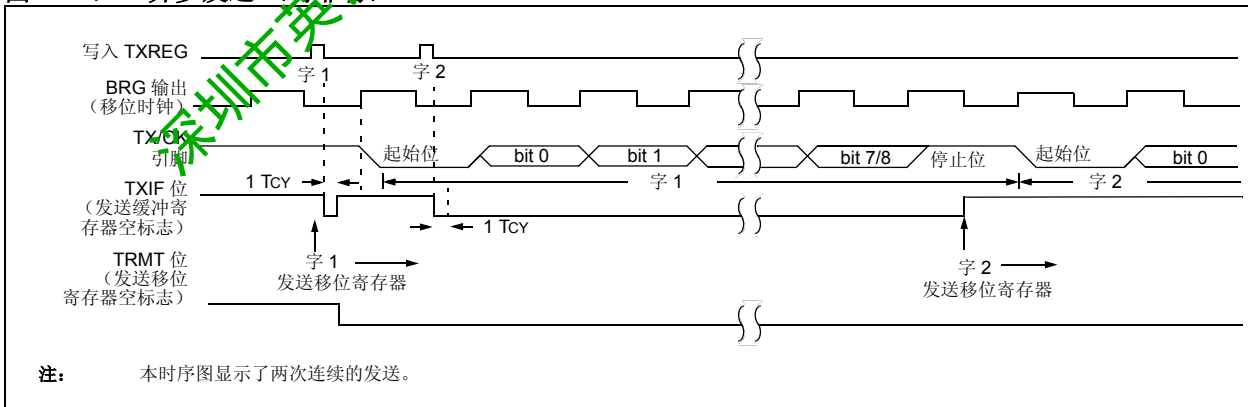 写入 TXREG
字 1
字 2
BRG 输出
（移位时钟）
TX/CK
引脚
起始位
bit 0
bit 1
bit 7/8
停止位
起始位
bit 0
字 1
字 2
1 TCY
1 TCY
TXIF 位
（发送缓冲寄
存器空标志）
字 1
发送移位寄存器
字 2
发送移位寄存器
TRMT 位
（发送移位
寄存器空标志）
注： 本时序图显示了两次连续的发送。
深圳市英